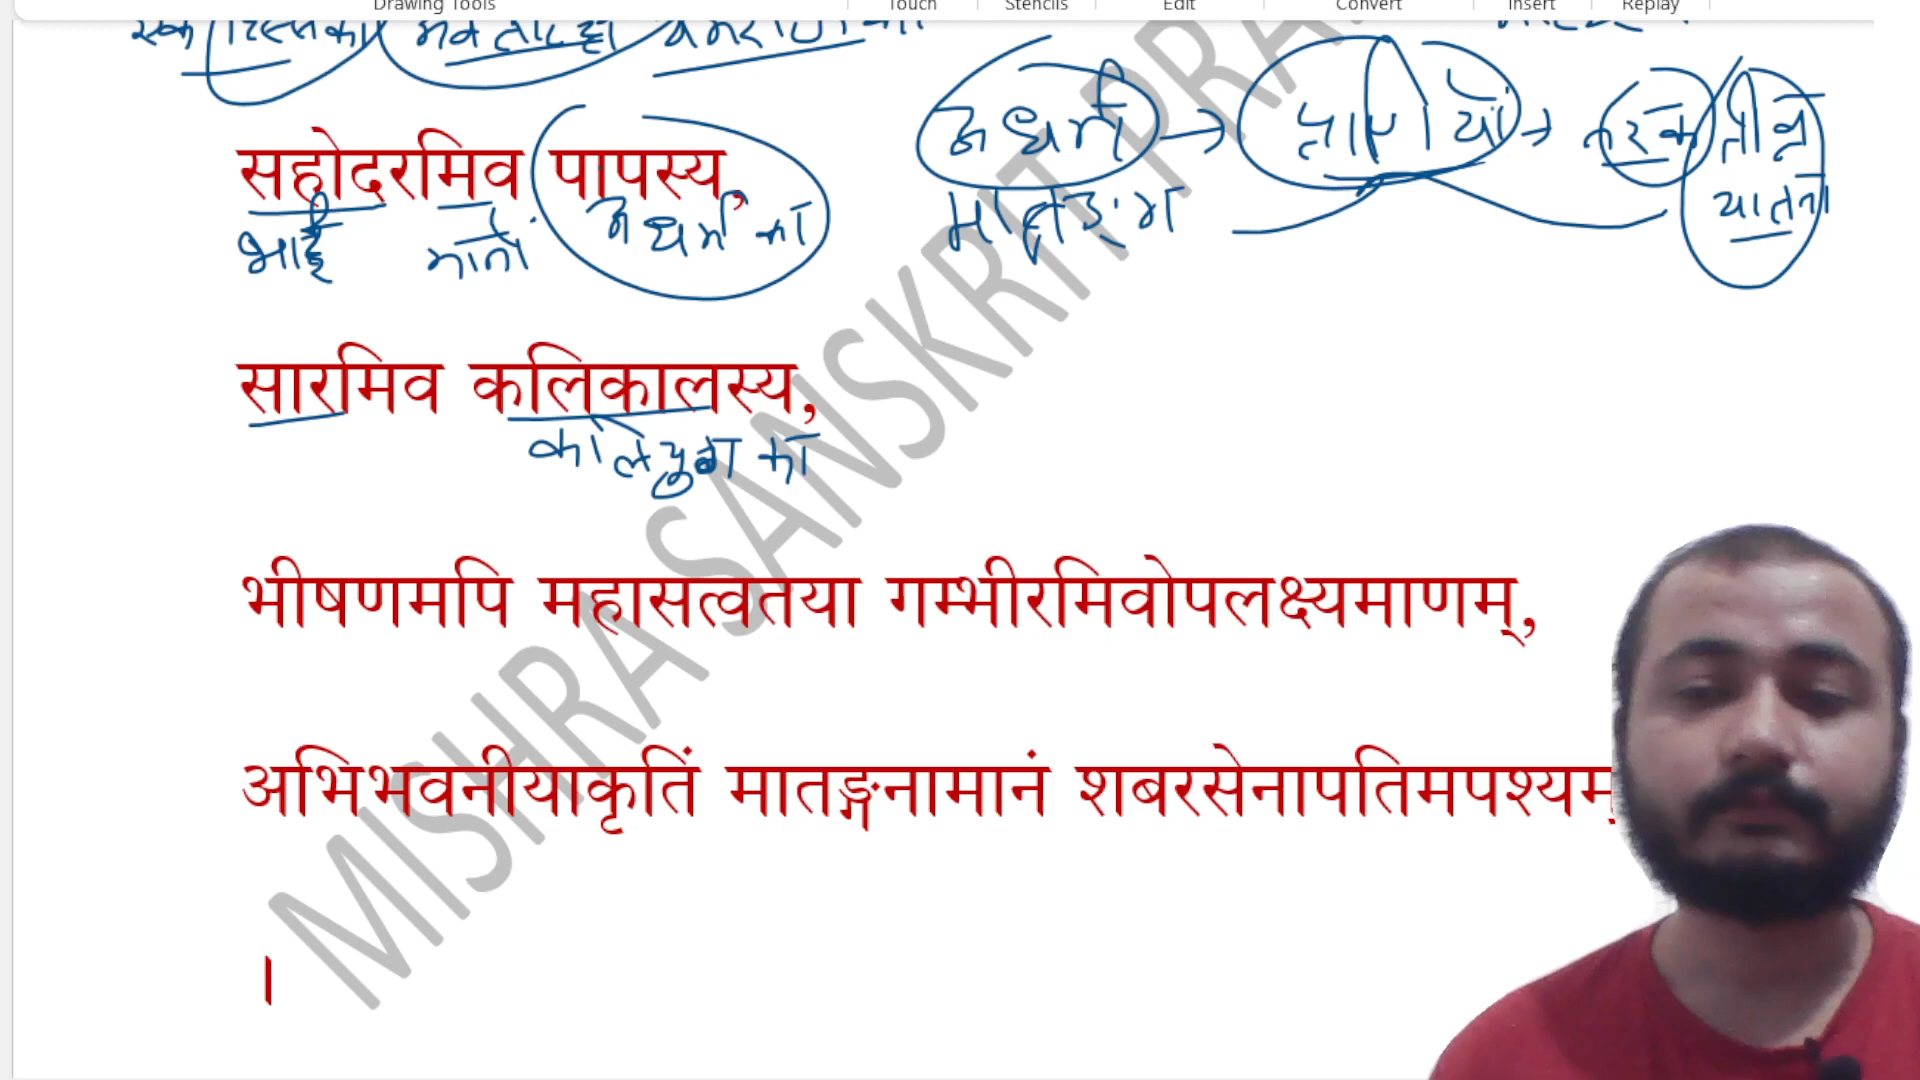 Drawing Tools Touch Stencils Edit Convert Insert Replay
अधर्म → प्राणियों → नरक तीव्र
सहोदरमिव पापस्य,
भाई मानो अधर्म का मातङ्ग यातना
सारमिव कलिकालस्य,
कलियुग का
भीषणमपि महासत्वतया गम्भीरमिवोपलक्ष्यमाणम्,
अभिभवनीयाकृतिं मातङ्गनामानं शबरसेनापतिमपश्यम्
।
MISHRA SANSKRIT PRA